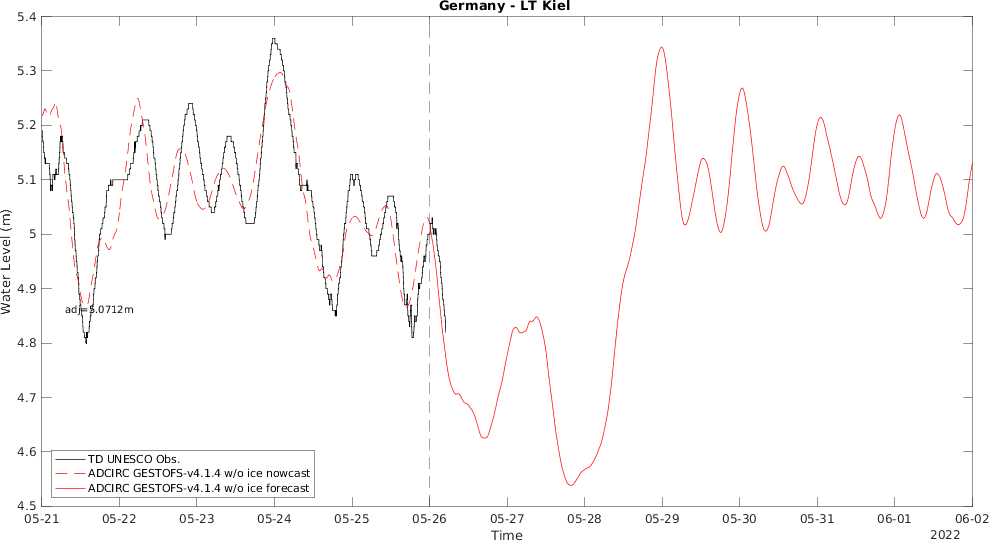 Germany - LT Kiel
Water Level (m)
5.4
5.3
5.2
5.1
5
4.9
4.8
4.7
4.6
4.5
adj=5.0712m
TD UNESCO Obs.
ADCIRC GESTOFS-v4.1.4 w/o ice nowcast
ADCIRC GESTOFS-v4.1.4 w/o ice forecast
05-21 05-22 05-23 05-24 05-25 05-26 05-27 05-28 05-29 05-30 05-31 06-01 06-02
Time
2022